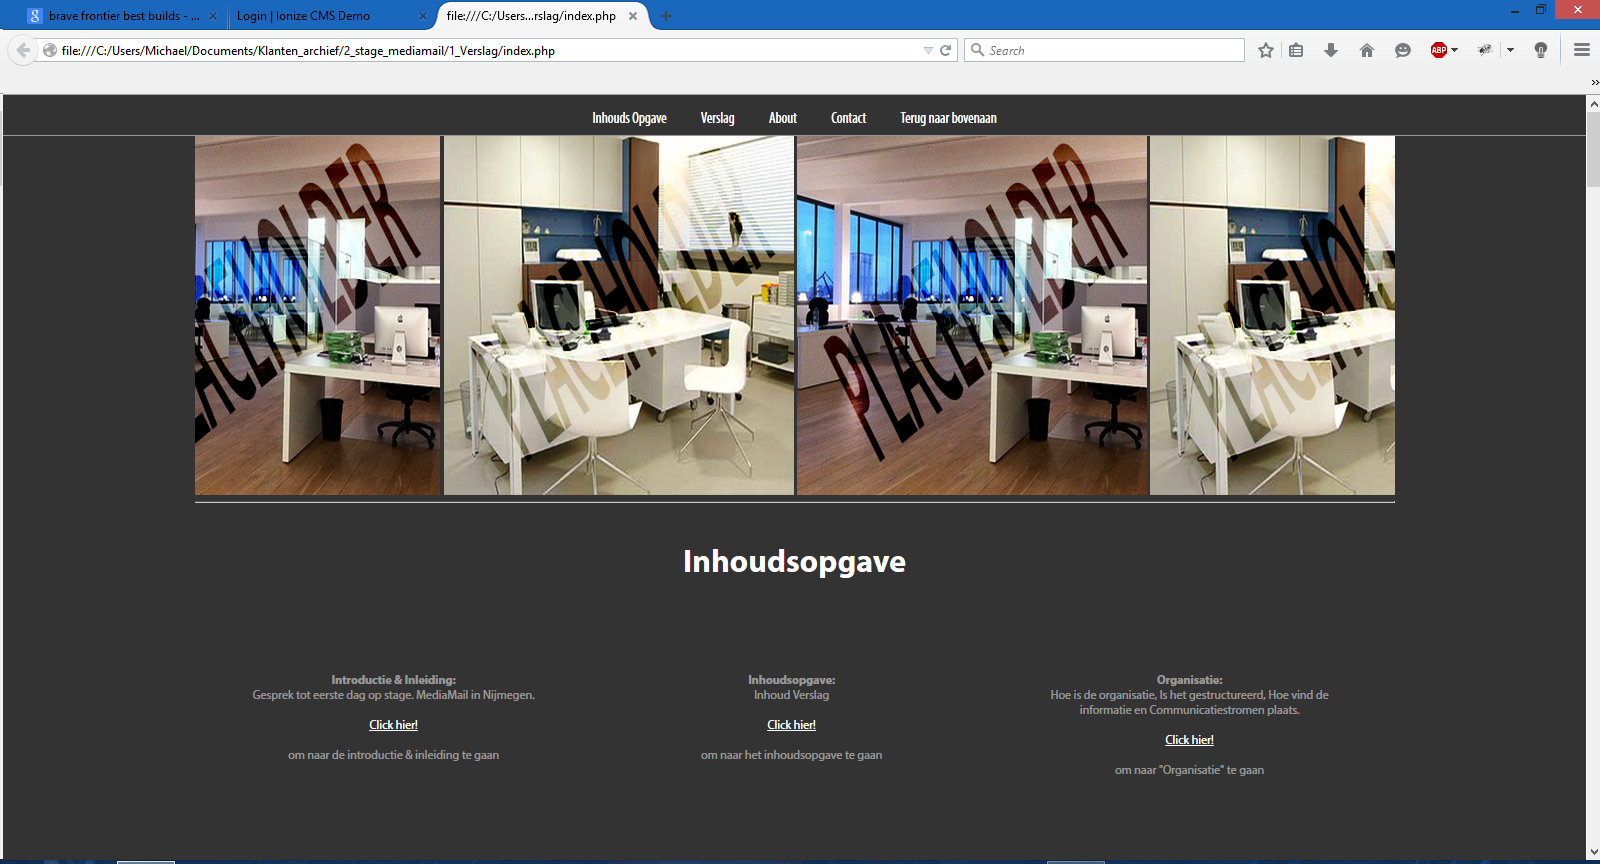 brave frontier best builds - ...
Login | Ionize CMS Demo
file:///C:/Users...rslag/index.php
file:///C:/Users/Michael/Documents/Klanten_archief/2_stage_mediamail/1_Verslag/index.php
Search
ABP
Inhouds Opgave
Verslag
About
Contact
Terug naar bovenaan
PLACEHOLDER
PLACEHOLDER
PLACEHOLDER
PLACEHOLDER
Inhoudsopgave
Introductie & Inleiding:
Gesprek tot eerste dag op stage. MediaMail in Nijmegen.
Click hier!
om naar de introductie & inleiding te gaan
Inhoudsopgave:
Inhoud Verslag
Click hier!
om naar het inhoudsopgave te gaan
Organisatie:
Hoe is de organisatie, Is het gestructureerd, Hoe vind de
informatie en Communicatiestromen plaats.
Click hier!
om naar "Organisatie" te gaan